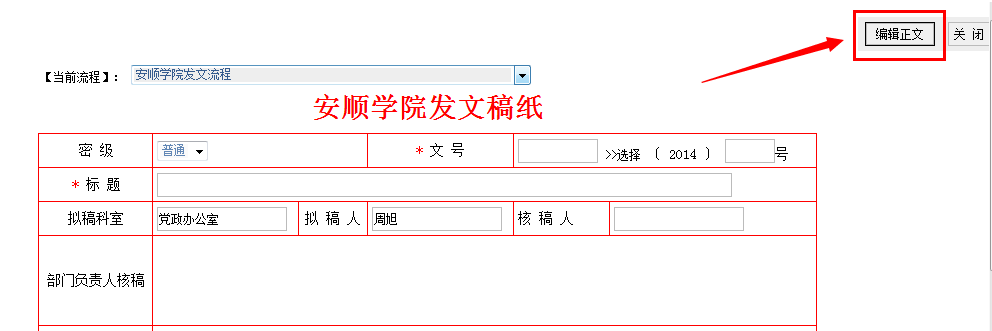 编辑正文 关 闭
【当前流程】： 安顺学院发文流程
安顺学院发文稿纸
密 级 普通 * 文 号 >>选择 〔 2014 〕 号
* 标 题
拟稿科室 党政办公室 拟 稿 人 周旭 核 稿 人
部门负责人核稿